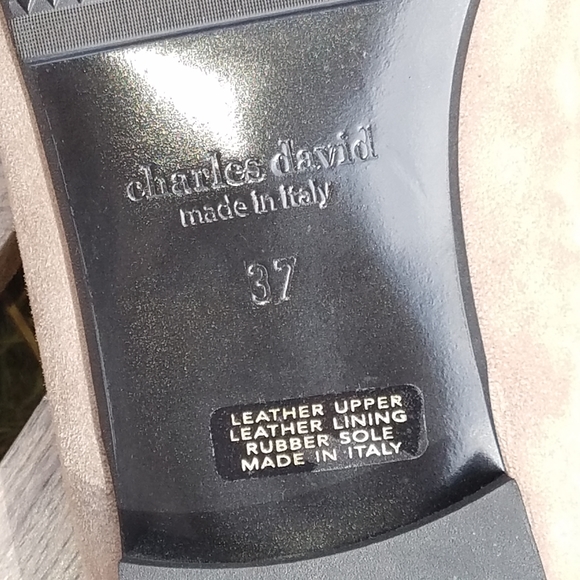 charles david
made in Italy
37
LEATHER UPPER
LEATHER LINING
RUBBER SOLE
MADE IN ITALY